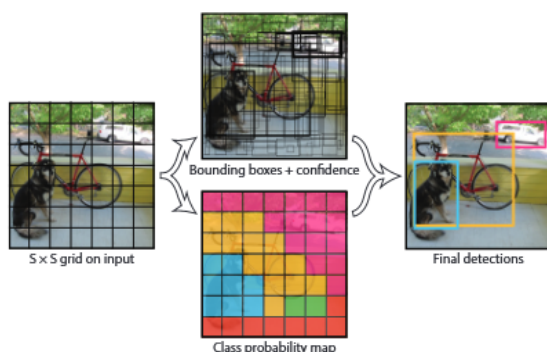 Bounding boxes + confidence
S × S grid on input
Final detections
Class probability map